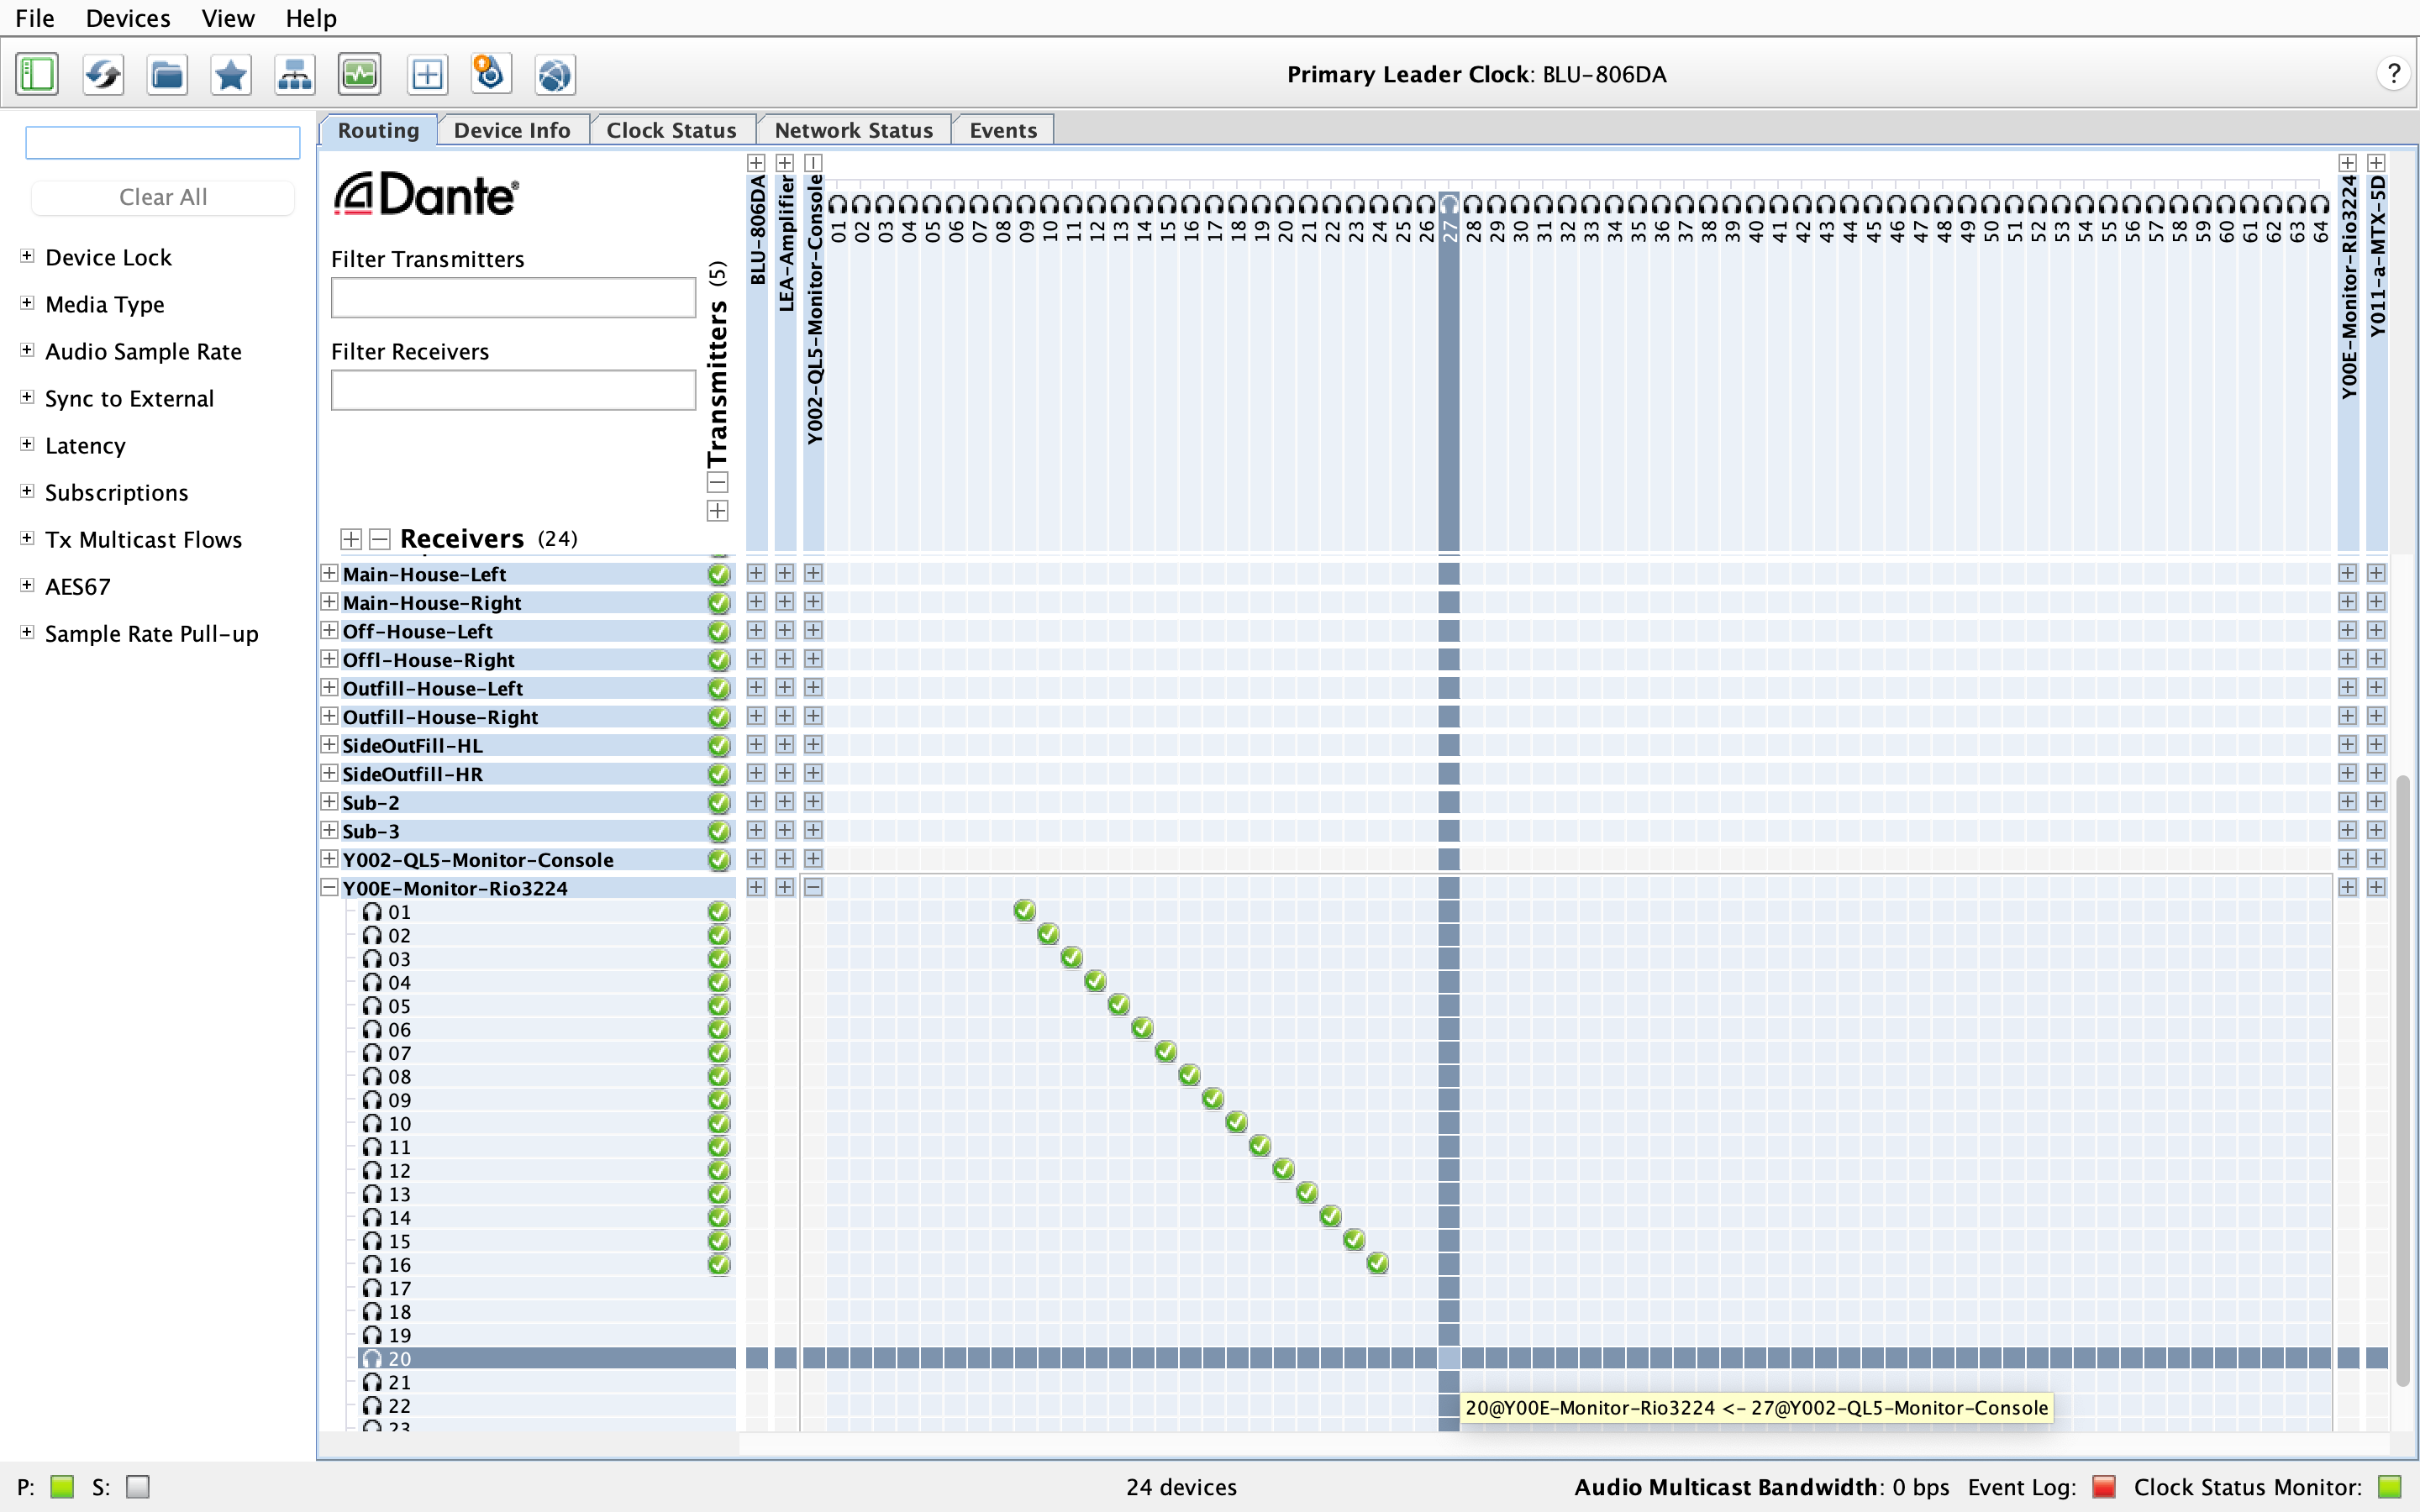 File Devices View Help
Primary Leader Clock: BLU-806DA
?
Clear All
Device Lock
Media Type
Audio Sample Rate
Sync to External
Latency
Subscriptions
Tx Multicast Flows
AES67
Sample Rate Pull-up
Routing Device Info Clock Status Network Status Events
Dante®
Filter Transmitters
Filter Receivers
Transmitters (5)
Receivers (24)
BLU-806DA
LEA-Amplifier
Y002-QL5-Monitor-Console
01 02 03 04 05 06 07 08 09 10 11 12 13 14 15 16 17 18 19 20 21 22 23 24 25 26 27 28 29 30 31 32 33 34 35 36 37 38 39 40 41 42 43 44 45 46 47 48 49 50 51 52 53 54 55 56 57 58 59 60 61 62 63 64
Y00E-Monitor-Rio3224
Y011-a-MTX-5D
Main-House-Left
Main-House-Right
Off-House-Left
Offl-House-Right
Outfill-House-Left
Outfill-House-Right
SideOutFill-HL
SideOutfill-HR
Sub-2
Sub-3
Y002-QL5-Monitor-Console
Y00E-Monitor-Rio3224
01
02
03
04
05
06
07
08
09
10
11
12
13
14
15
16
17
18
19
20
21
22
23
20@Y00E-Monitor-Rio3224 <- 27@Y002-QL5-Monitor-Console
P: S: 24 devices Audio Multicast Bandwidth: 0 bps Event Log: Clock Status Monitor: